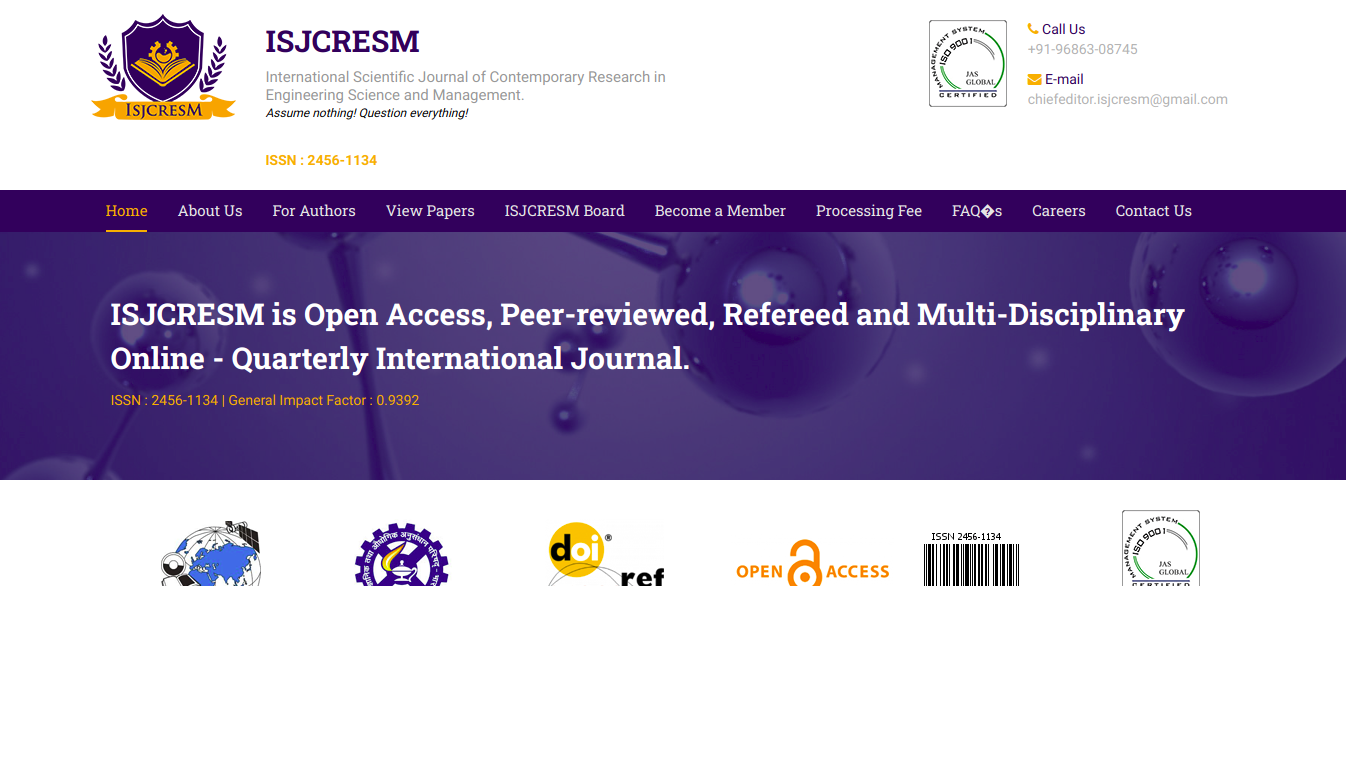 ISJCRESM
ISJCRESM
International Scientific Journal of Contemporary Research in
Engineering Science and Management.
Assume nothing! Question everything!
ISSN : 2456-1134
MANAGEMENT SYSTEM
ISO 9001
JAS
GLOBAL
CERTIFIED
Call Us
+91-96863-08745
E-mail
chiefeditor.isjcresm@gmail.com
Home
About Us
For Authors
View Papers
ISJCRESM Board
Become a Member
Processing Fee
FAQ�s
Careers
Contact Us
ISJCRESM is Open Access, Peer-reviewed, Refereed and Multi-Disciplinary
Online - Quarterly International Journal.
ISSN : 2456-1134 | General Impact Factor : 0.9392
औद्योगिक अनुसंधान
doi®
ref
OPEN ACCESS
ISSN 2456-1134
MANAGEMENT SYSTEM
ISO 9001
JAS
GLOBAL
CERTIFIED